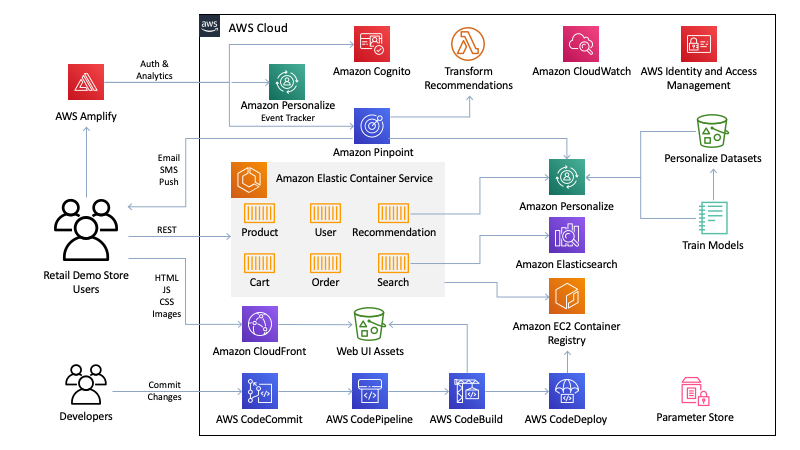 aws
AWS Cloud
Auth &
Analytics
AWS Amplify
Amazon Cognito
Transform
Recommendations
Amazon CloudWatch
AWS Identity and Access
Management
Amazon Personalize
Event Tracker
Amazon Pinpoint
Email
SMS
Push
Personalize Datasets
Amazon Elastic Container Service
Amazon Personalize
Product
User
Recommendation
REST
Train Models
Retail Demo Store
Users
Amazon Elasticsearch
HTML
JS
CSS
Images
Cart
Order
Search
Amazon EC2 Container
Registry
Amazon CloudFront
Web UI Assets
Developers
Commit
Changes
AWS CodeCommit
AWS CodePipeline
AWS CodeBuild
AWS CodeDeploy
Parameter Store